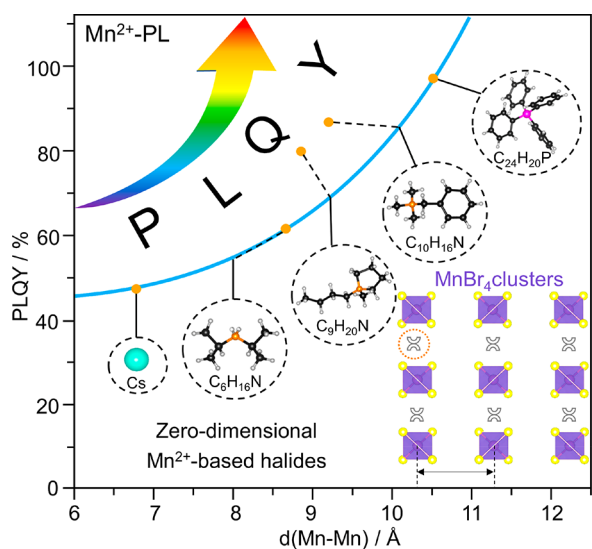 Mn²⁺-PL
PLQY
C₂₄H₂₀P
C₁₀H₁₆N
C₉H₂₀N
C₆H₁₆N
Cs
MnBr₄clusters
Zero-dimensional
Mn²⁺-based halides
PLQY / %
100
80
60
40
20
0
6 7 8 9 10 11 12
d(Mn-Mn) / Å